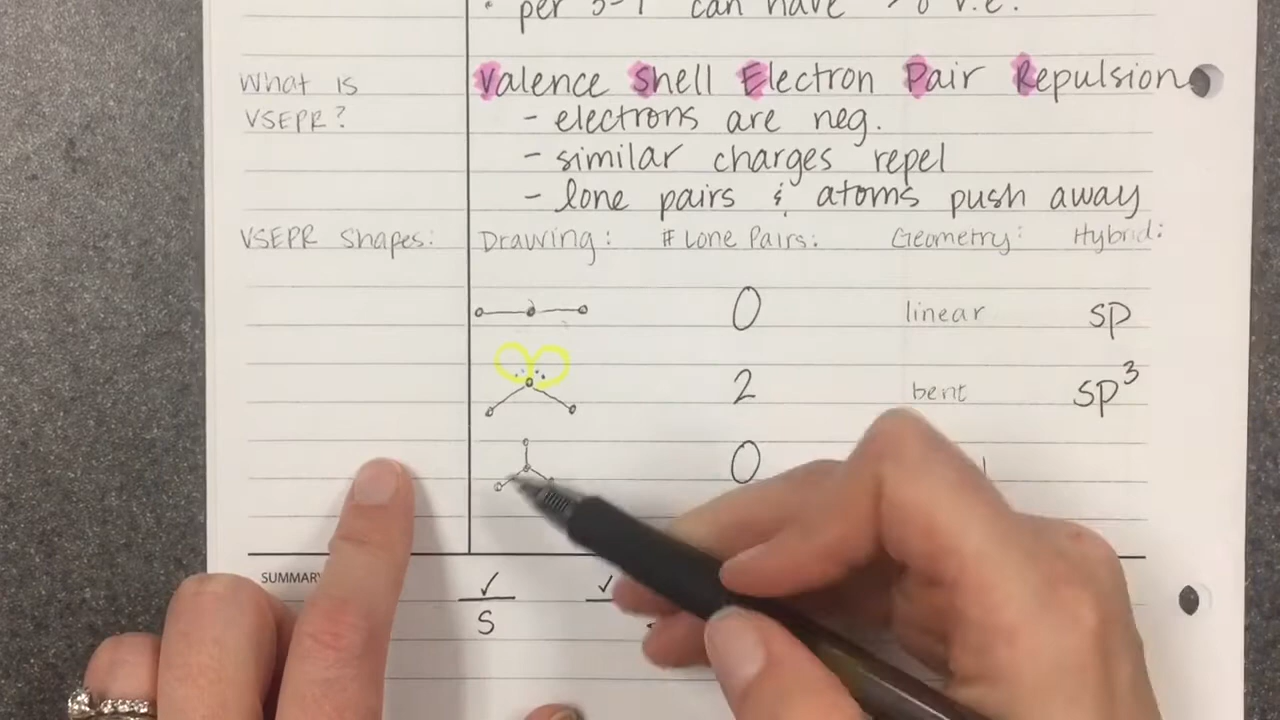 per can have
What is Valence Shell Electron Pair Repulsion
VSEPR? - electrons are neg.
- similar charges repel
- lone pairs & atoms push away
VSEPR Shapes: Drawing: # Lone Pairs: Geometry: Hybrid:
0 linear sp
2 bent sp³
0
SUMMARY ✓ ✓
S